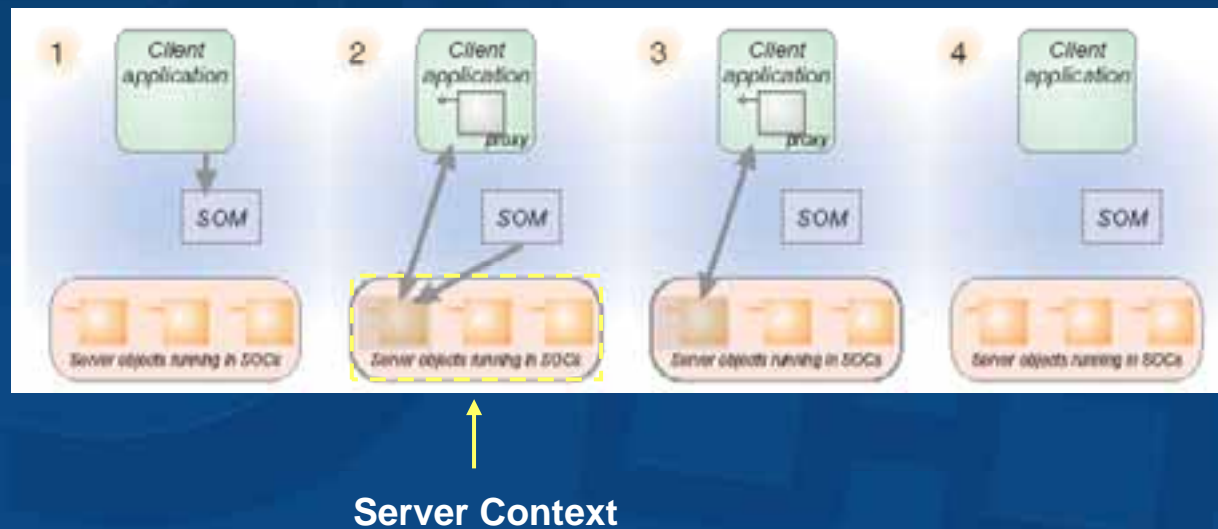 1
Client
application
SOM
Server objects running in SOCs
2
Client
application
proxy
SOM
Server objects running in SOCs
3
Client
application
proxy
SOM
Server objects running in SOCs
4
Client
application
SOM
Server objects running in SOCs
Server Context